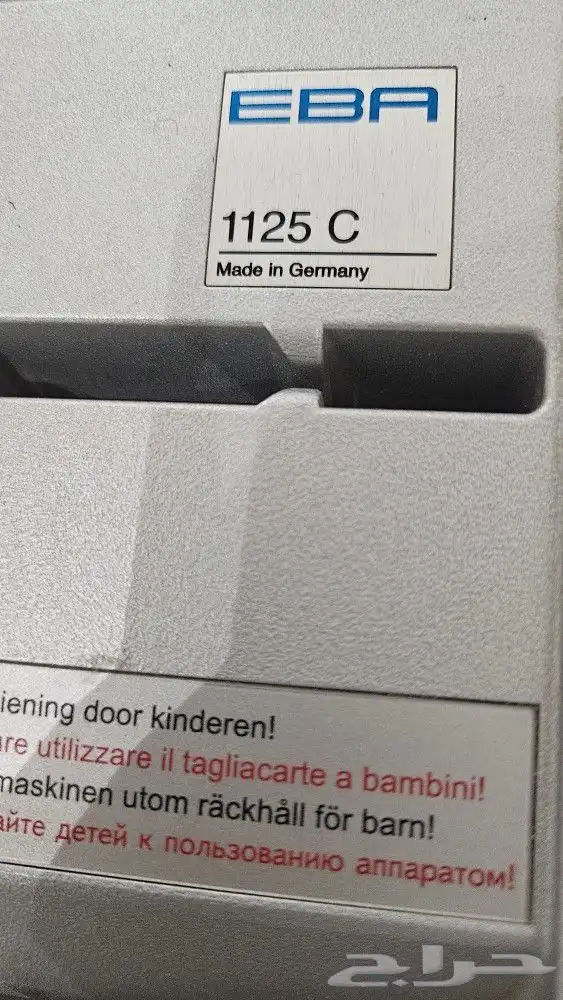 EBA
1125 C
Made in Germany
iening door kinderen!
are utilizzare il tagliacarte a bambini!
maskinen utom räckhåll för barn!
айте детей к пользованию аппаратом!
حراج